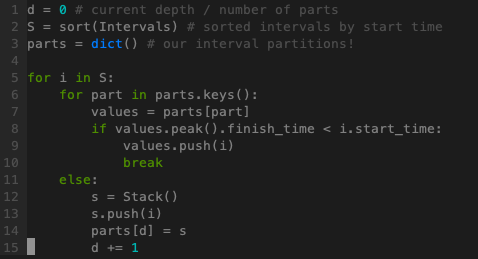 1 d = 0 # current depth / number of parts
2 S = sort(Intervals) # sorted intervals by start time
3 parts = dict() # our interval partitions!
4
5 for i in S:
6     for part in parts.keys():
7         values = parts[part]
8         if values.peak().finish_time < i.start_time:
9             values.push(i)
10             break
11     else:
12         s = Stack()
13         s.push(i)
14         parts[d] = s
15         d += 1